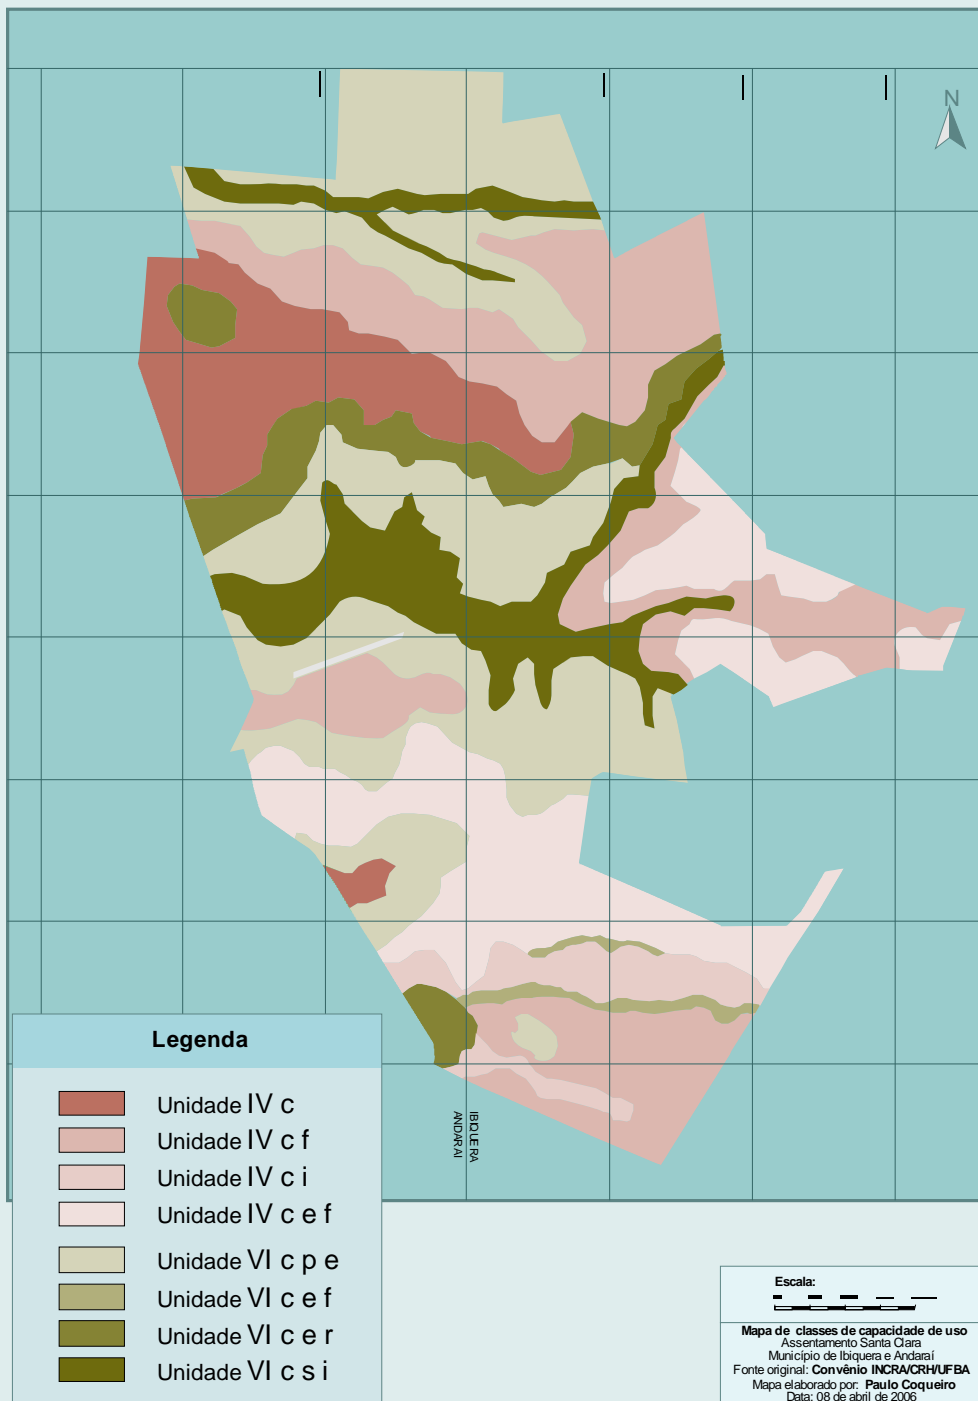 N
IBIQUERA
ANDARAI
Legenda
Unidade IV c
Unidade IV c f
Unidade IV c i
Unidade IV c e f
Unidade VI c p e
Unidade VI c e f
Unidade VI c e r
Unidade VI c s i
Escala:
Mapa de classes de capacidade de uso
Assentamento Santa Clara
Município de Ibiquera e Andaraí
Fonte original: Convênio INCRA/CRH/UFBA
Mapa elaborado por: Paulo Coqueiro
Data: 08 de abril de 2006